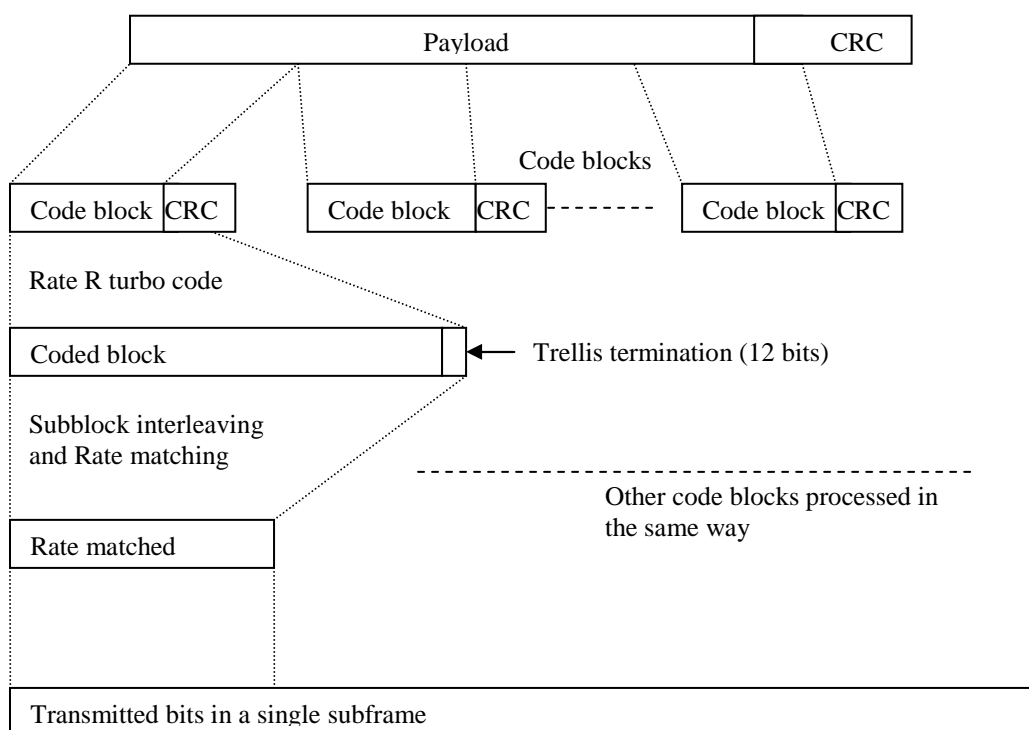 Payload CRC
Code blocks
Code block CRC Code block CRC Code block CRC
Rate R turbo code
Coded block
Trellis termination (12 bits)
Subblock interleaving
and Rate matching
Other code blocks processed in
the same way
Rate matched
Transmitted bits in a single subframe